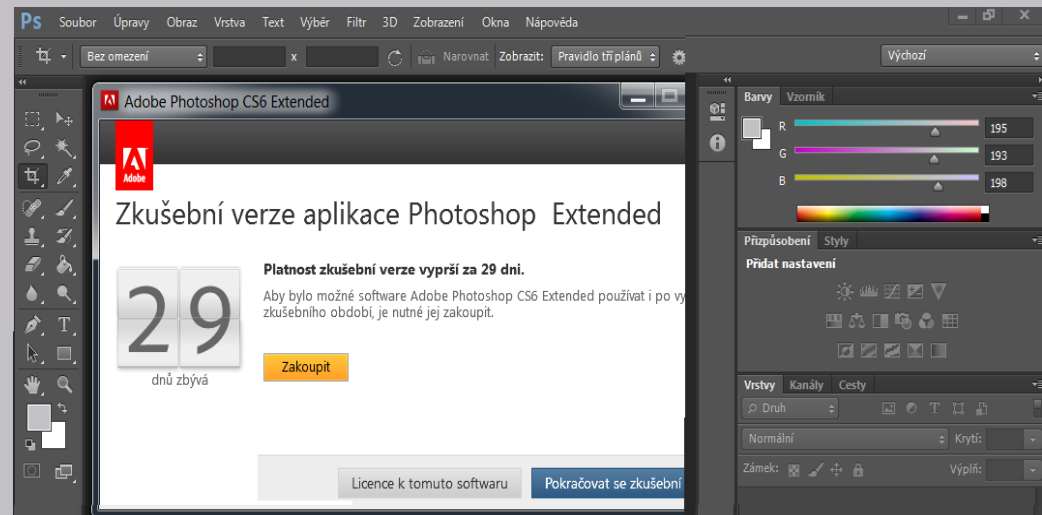 Ps Soubor Úpravy Obraz Vrstva Text Výběr Filtr 3D Zobrazení Okna Nápověda
Bez omezení x Narovnat Zobrazit: Pravidlo tří plánů Výchozí
Adobe Photoshop CS6 Extended
Adobe
Zkušební verze aplikace Photoshop Extended
29
dnů zbývá
Platnost zkušební verze vyprší za 29 dni.
Aby bylo možné software Adobe Photoshop CS6 Extended používat i po vy
zkušebního období, je nutné jej zakoupit.
Zakoupit
Licence k tomuto softwaru Pokračovat se zkušební
Barvy Vzorník
R 195
G 193
B 198
Přizpůsobení Styly
Přidat nastavení
Vrstvy Kanály Cesty
Druh
Normální Krytí:
Zámek: Výplň: